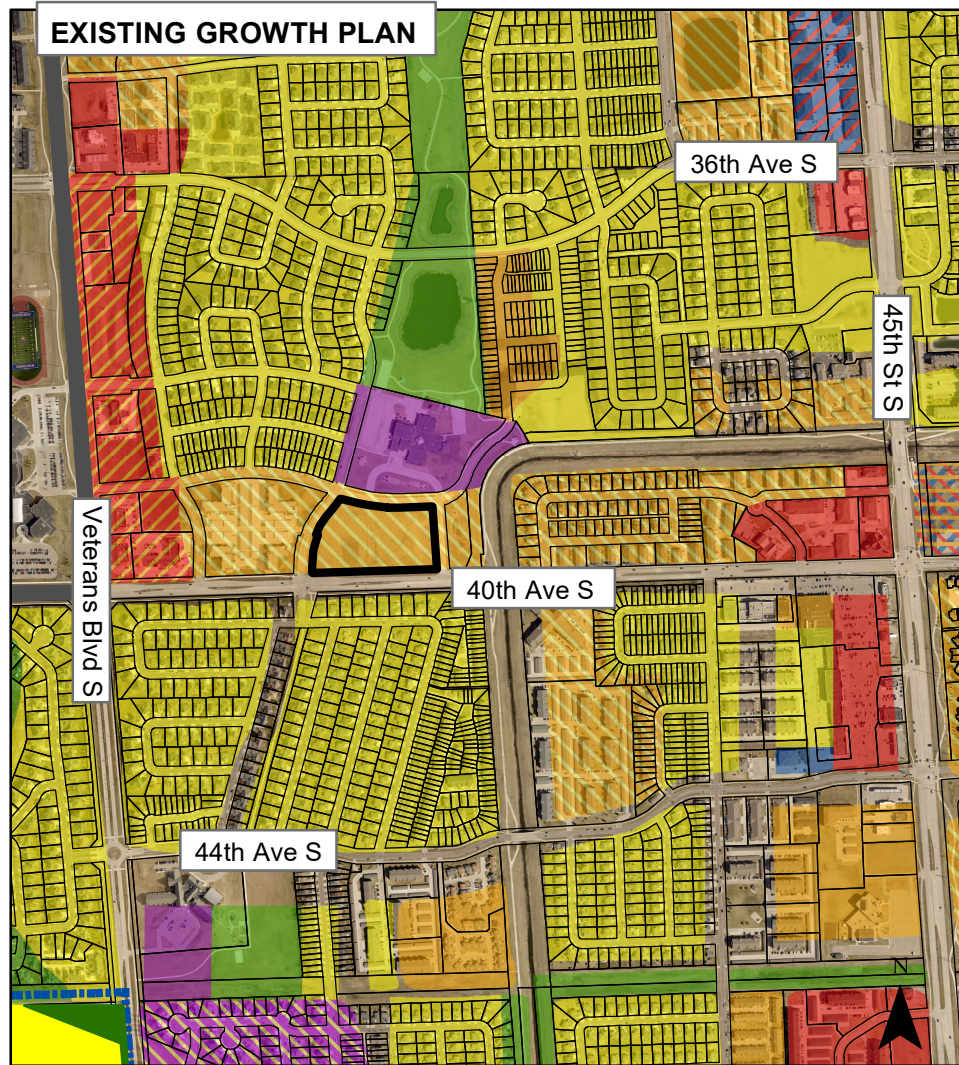 EXISTING GROWTH PLAN
36th Ave S
45th St S
Veterans Blvd S
40th Ave S
44th Ave S
N